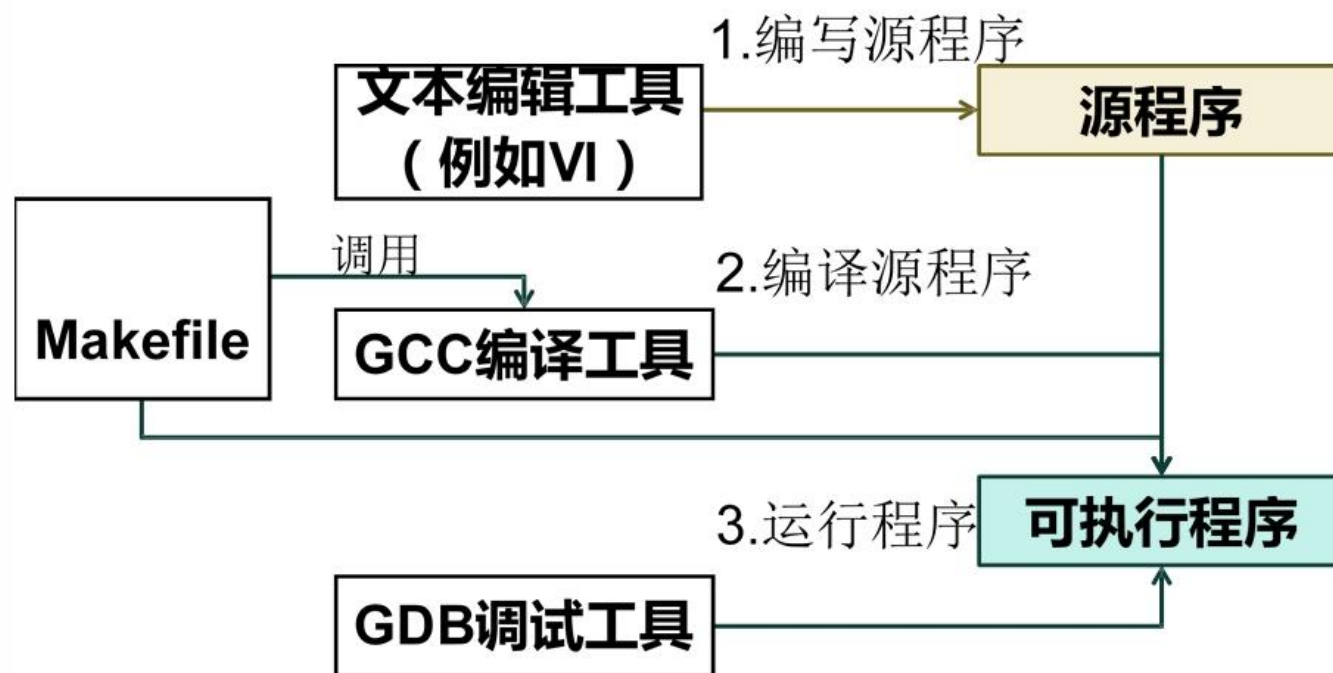 1.编写源程序
文本编辑工具
（例如VI）
源程序
调用
2.编译源程序
Makefile
GCC编译工具
3.运行程序
可执行程序
GDB调试工具